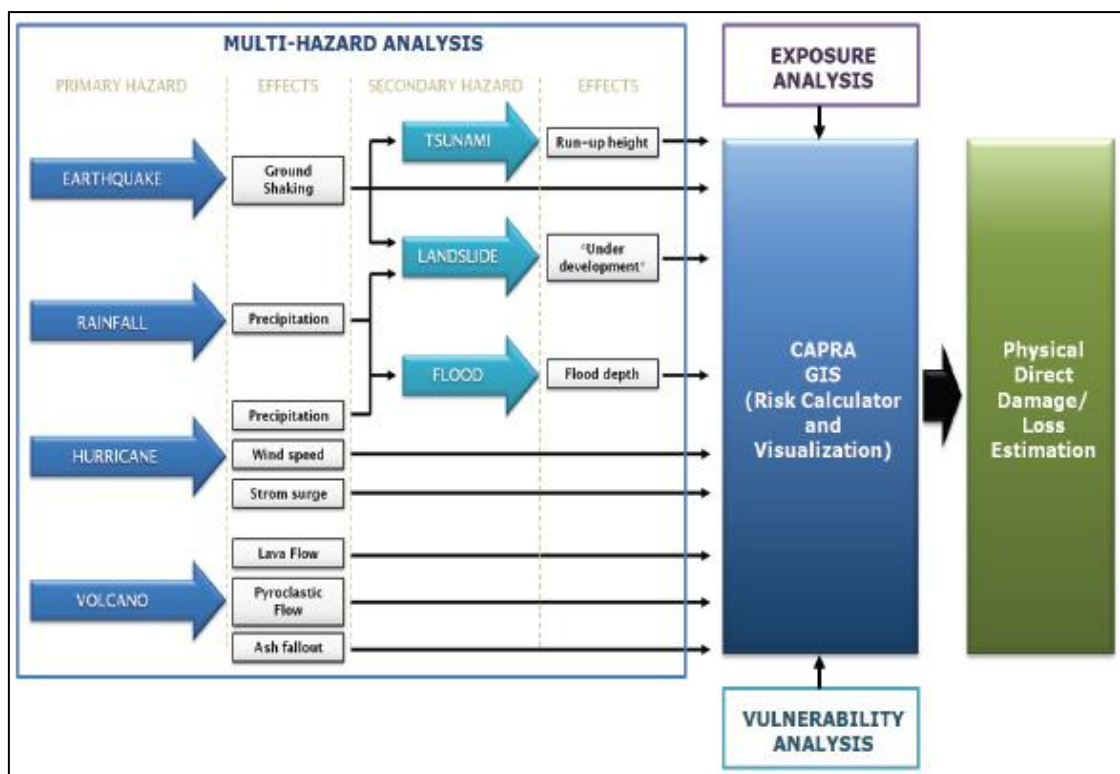 MULTI-HAZARD ANALYSIS
PRIMARY HAZARD
EFFECTS
SECONDARY HAZARD
EFFECTS
EARTHQUAKE
Ground
Shaking
TSUNAMI
Run-up height
LANDSLIDE
"Under
development"
RAINFALL
Precipitation
FLOOD
Flood depth
HURRICANE
Precipitation
Wind speed
Strom surge
VOLCANO
Lava Flow
Pyroclastic
Flow
Ash fallout
EXPOSURE
ANALYSIS
CAPRA
GIS
(Risk Calculator
and
Visualization)
VULNERABILITY
ANALYSIS
Physical
Direct
Damage/
Loss
Estimation